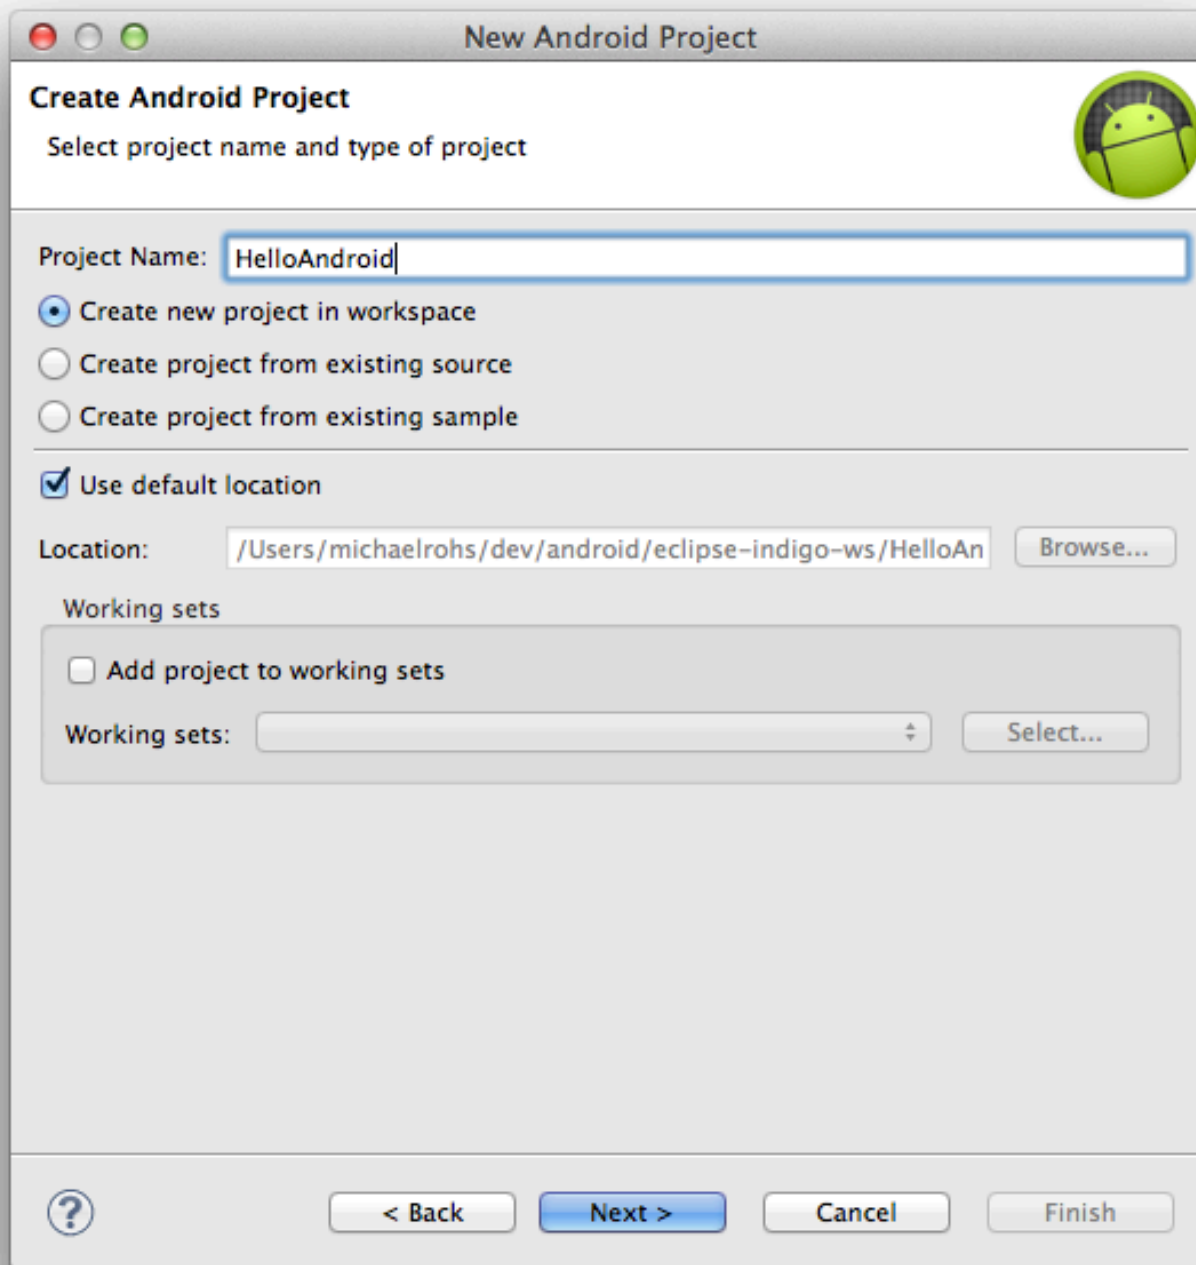 New Android Project
Create Android Project
Select project name and type of project
Project Name: HelloAndroid
Create new project in workspace
Create project from existing source
Create project from existing sample
Use default location
Location: /Users/michaelrohs/dev/android/eclipse-indigo-ws/HelloAn Browse...
Working sets
Add project to working sets
Working sets: Select...
? < Back Next > Cancel Finish